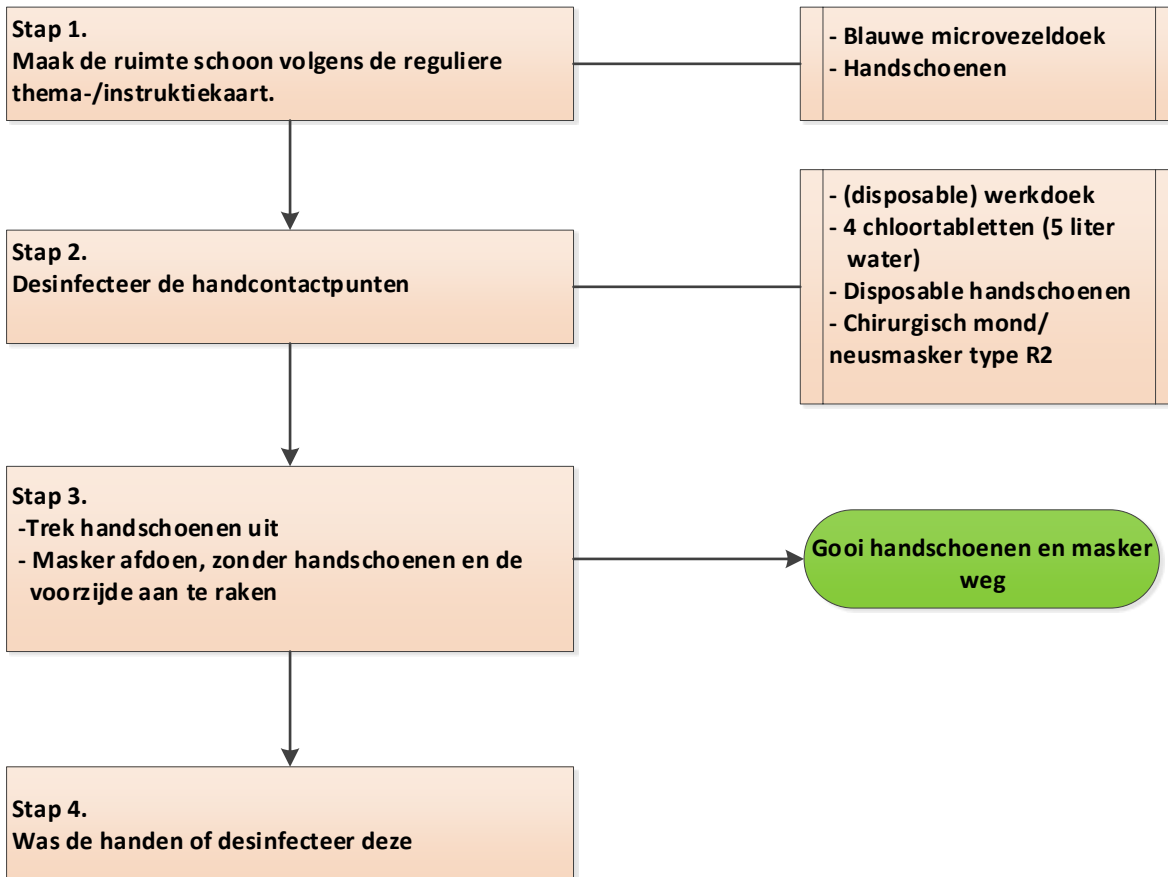 Stap 1.
Maak de ruimte schoon volgens de reguliere
thema-/instruktiekaart.
- Blauwe microvezeldoek
- Handschoenen
Stap 2.
Desinfecteer de handcontactpunten
- (disposable) werkdoek
- 4 chloortabletten (5 liter
water)
- Disposable handschoenen
- Chirurgisch mond/
neusmasker type R2
Stap 3.
-Trek handschoenen uit
- Masker afdoen, zonder handschoenen en de
voorzijde aan te raken
Gooi handschoenen en masker
weg
Stap 4.
Was de handen of desinfecteer deze